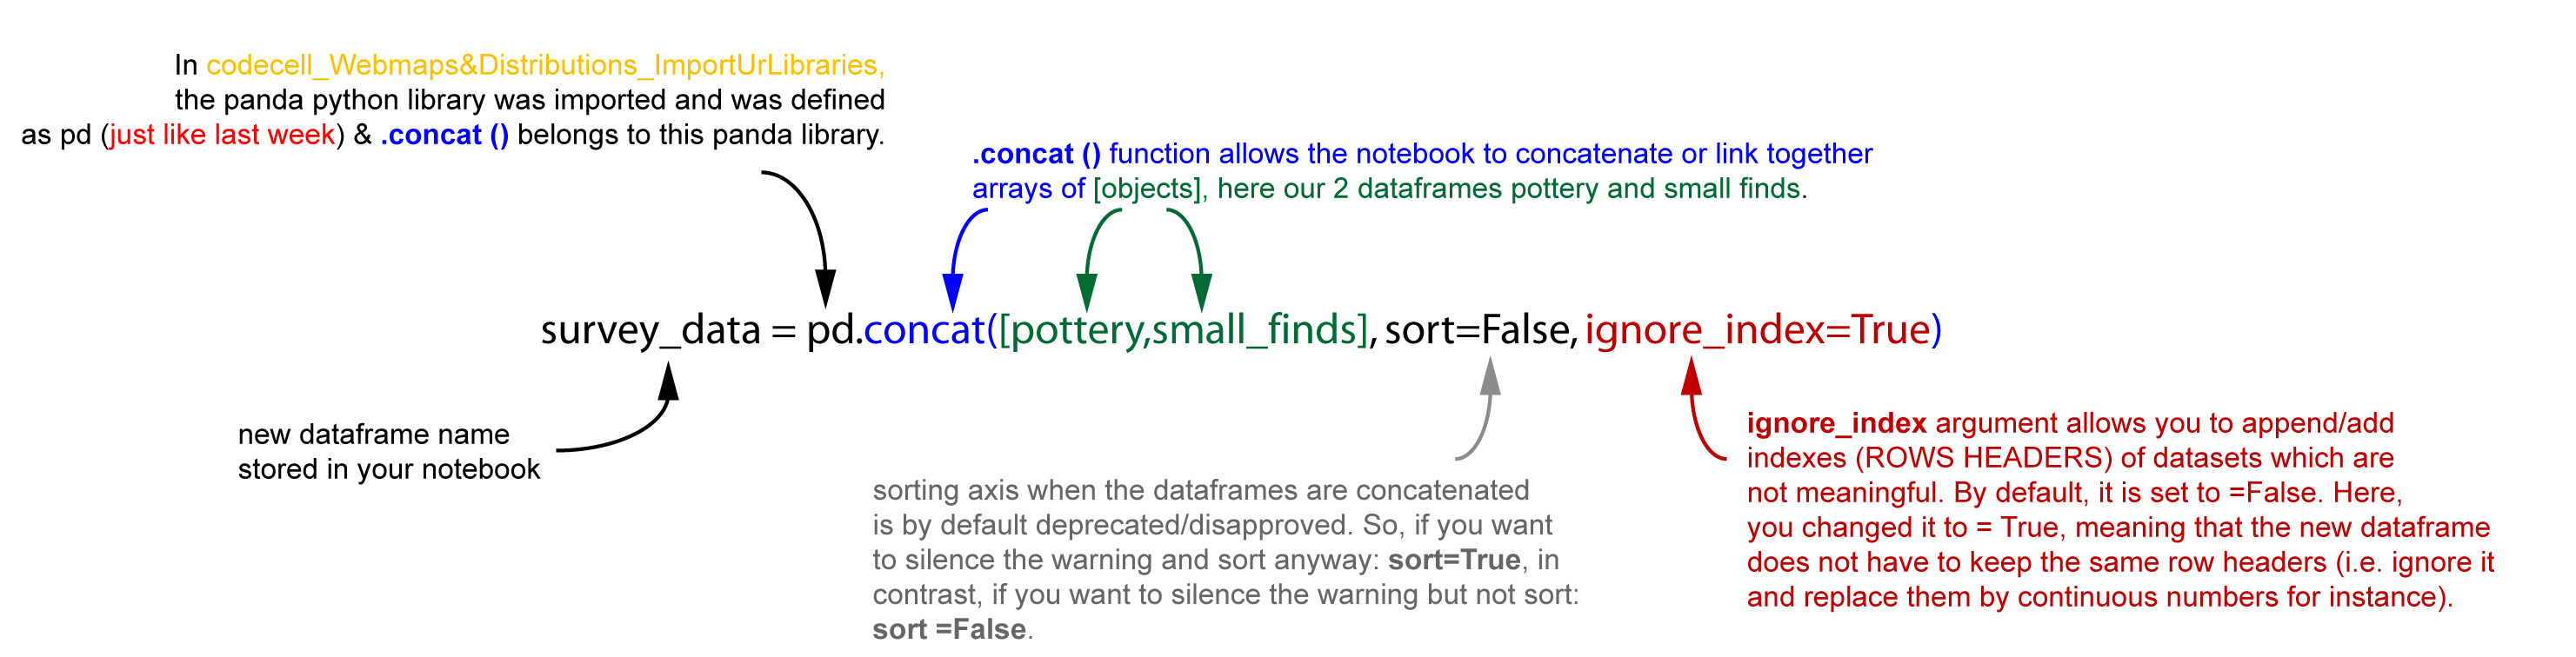 In codecell_Webmaps&Distributions_ImportUrLibraries,
the panda python library was imported and was defined
as pd (just like last week) & .concat () belongs to this panda library.
.concat () function allows the notebook to concatenate or link together
arrays of [objects], here our 2 dataframes pottery and small finds.
survey_data = pd.concat([pottery,small_finds], sort=False, ignore_index=True)
new dataframe name
stored in your notebook
sorting axis when the dataframes are concatenated
is by default deprecated/disapproved. So, if you want
to silence the warning and sort anyway: sort=True, in
contrast, if you want to silence the warning but not sort:
sort =False.
ignore_index argument allows you to append/add
indexes (ROWS HEADERS) of datasets which are
not meaningful. By default, it is set to =False. Here,
you changed it to = True, meaning that the new dataframe
does not have to keep the same row headers (i.e. ignore it
and replace them by continuous numbers for instance).